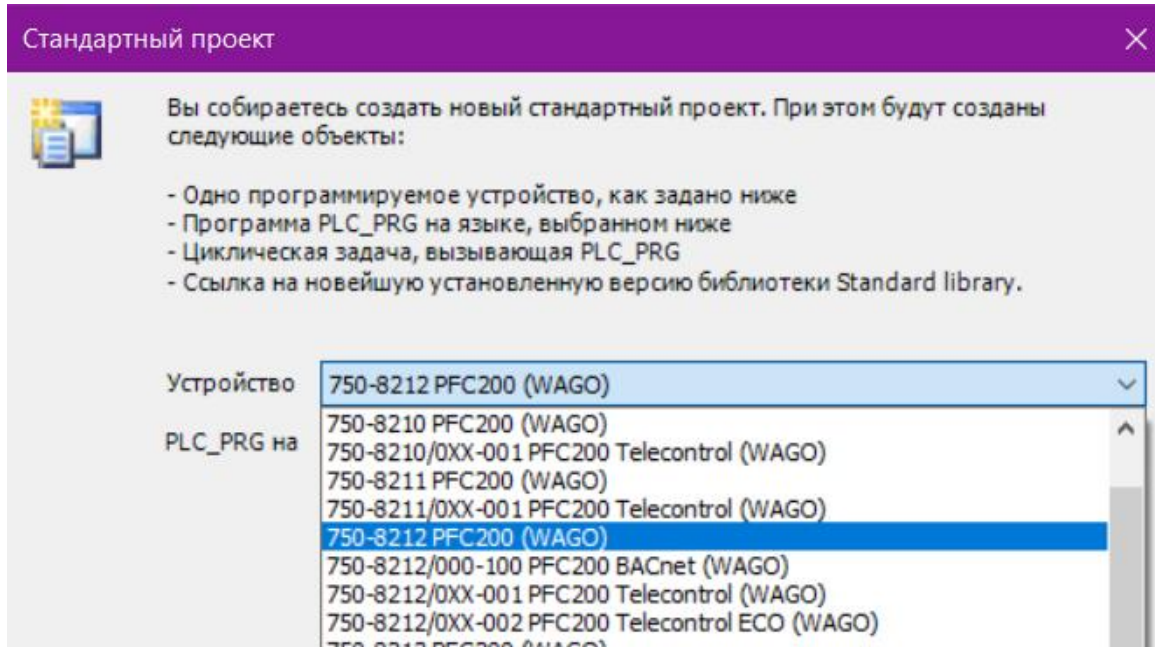 Стандартный проект
Вы собираетесь создать новый стандартный проект. При этом будут созданы
следующие объекты:
- Одно программируемое устройство, как задано ниже
- Программа PLC_PRG на языке, выбранном ниже
- Циклическая задача, вызывающая PLC_PRG
- Ссылка на новейшую установленную версию библиотеки Standard library.
Устройство 750-8212 PFC200 (WAGO)
PLC_PRG на
750-8210 PFC200 (WAGO)
750-8210/0XX-001 PFC200 Telecontrol (WAGO)
750-8211 PFC200 (WAGO)
750-8211/0XX-001 PFC200 Telecontrol (WAGO)
750-8212 PFC200 (WAGO)
750-8212/000-100 PFC200 BACnet (WAGO)
750-8212/0XX-001 PFC200 Telecontrol (WAGO)
750-8212/0XX-002 PFC200 Telecontrol ECO (WAGO)